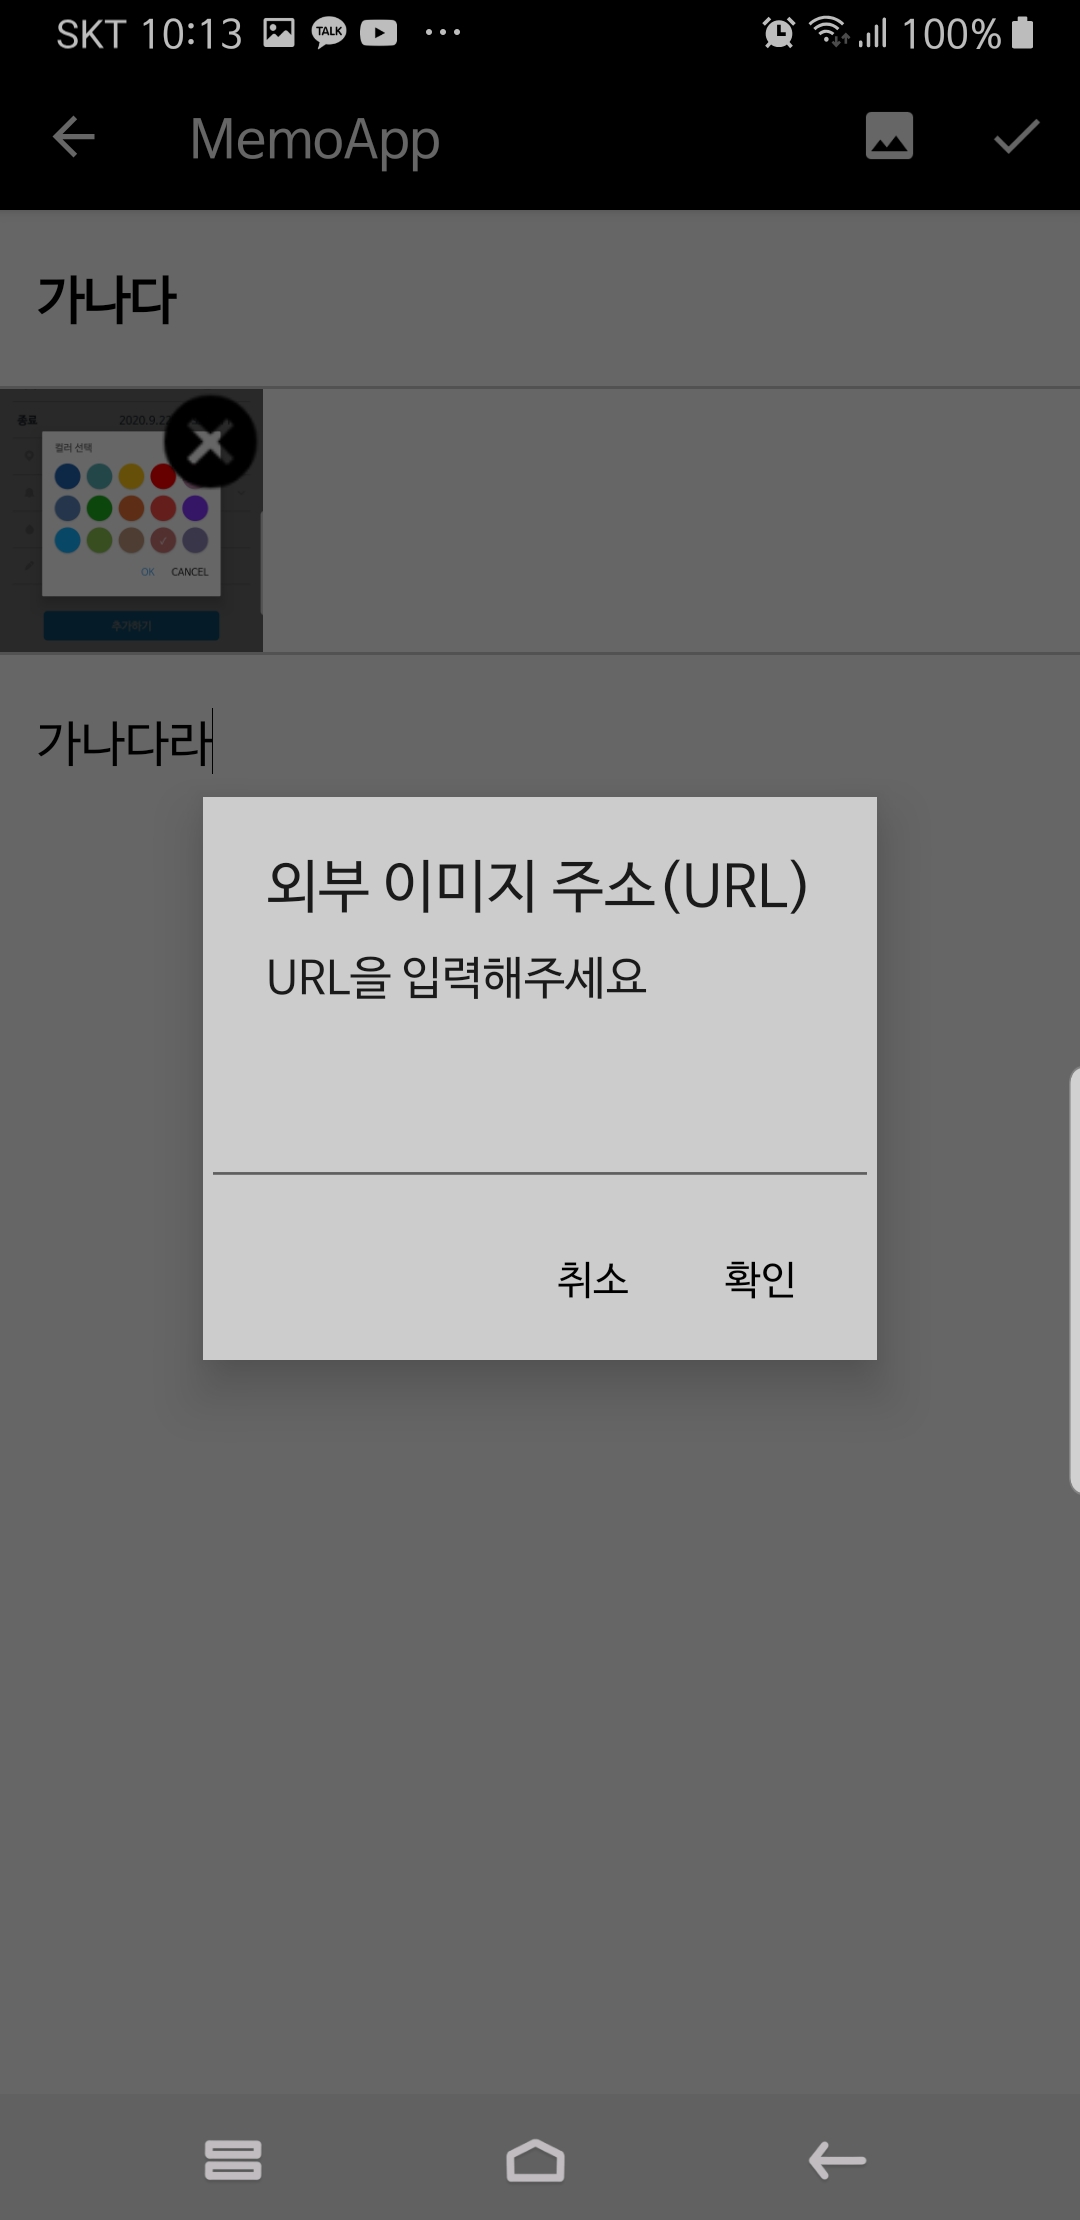 SKT 10:13 TALK 100%
MemoApp
가나다
종료 2020.9.22
컬러 선택
OK CANCEL
추가하기
가나다라
외부 이미지 주소(URL)
URL을 입력해주세요
취소 확인